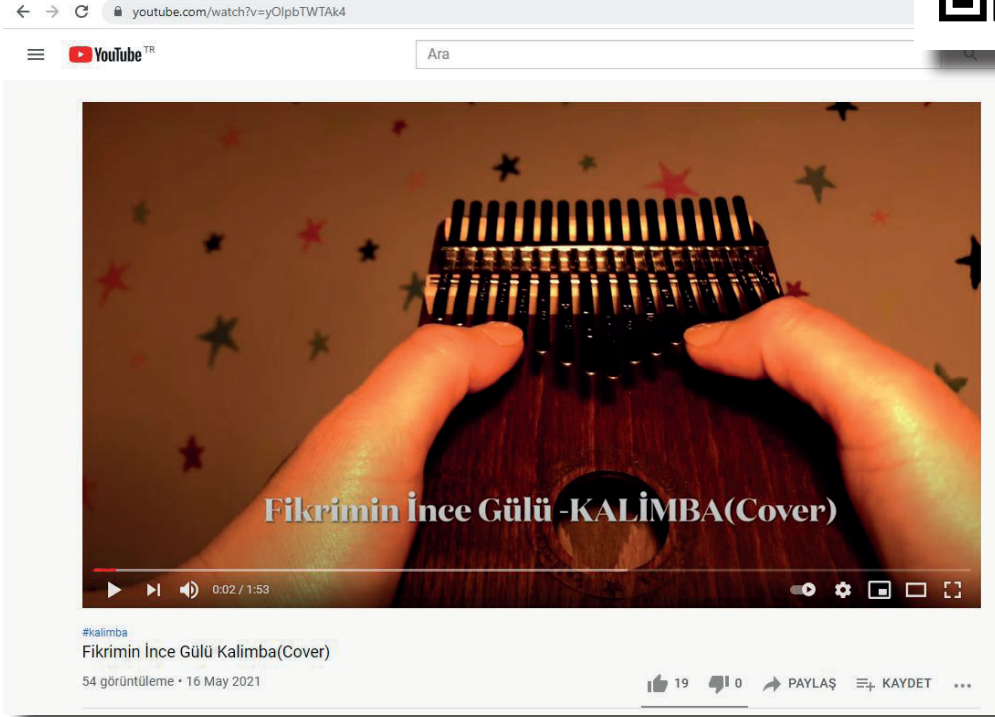 youtube.com/watch?v=yOlpbTWTAk4
YouTube TR
Ara
Fikrimin İnce Gülü -KALİMBA(Cover)
0:02 / 1:53
#kalimba
Fikrimin İnce Gülü Kalimba(Cover)
54 görüntüleme • 16 May 2021
19 0 PAYLAŞ KAYDET